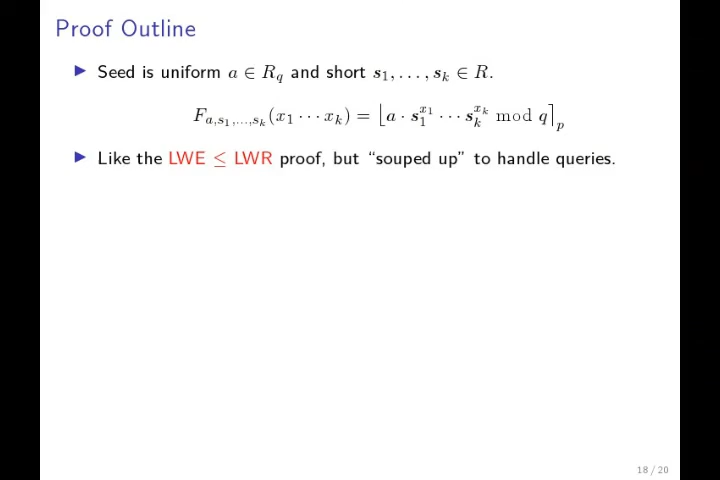 Proof Outline
▶ Seed is uniform a ∈ R_q and short s_1, . . . , s_k ∈ R.
F_{a,s_1,...,s_k}(x_1 · · · x_k) = ⌊a · s_1^{x_1} · · · s_k^{x_k} mod q⌉_p
▶ Like the LWE ≤ LWR proof, but “souped up” to handle queries.
18 / 20